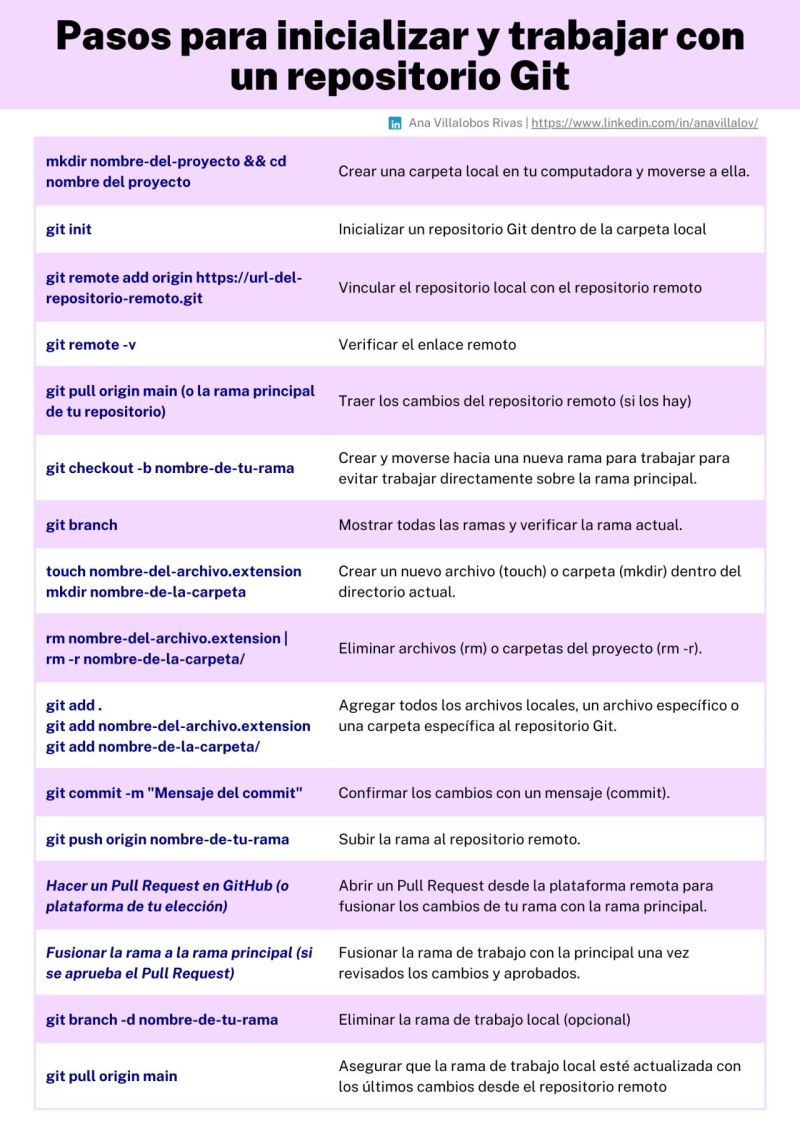 Pasos para inicializar y trabajar con
un repositorio Git
in Ana Villalobos Rivas | https://www.linkedin.com/in/anavillalov/
mkdir nombre-del-proyecto && cd
nombre del proyecto
Crear una carpeta local en tu computadora y moverse a ella.
git init
Inicializar un repositorio Git dentro de la carpeta local
git remote add origin https://url-del-
repositorio-remoto.git
Vincular el repositorio local con el repositorio remoto
git remote -v
Verificar el enlace remoto
git pull origin main (o la rama principal
de tu repositorio)
Traer los cambios del repositorio remoto (si los hay)
git checkout -b nombre-de-tu-rama
Crear y moverse hacia una nueva rama para trabajar para
evitar trabajar directamente sobre la rama principal.
git branch
Mostrar todas las ramas y verificar la rama actual.
touch nombre-del-archivo.extension
mkdir nombre-de-la-carpeta
Crear un nuevo archivo (touch) o carpeta (mkdir) dentro del
directorio actual.
rm nombre-del-archivo.extension |
rm -r nombre-de-la-carpeta/
Eliminar archivos (rm) o carpetas del proyecto (rm -r).
git add .
git add nombre-del-archivo.extension
git add nombre-de-la-carpeta/
Agregar todos los archivos locales, un archivo específico o
una carpeta específica al repositorio Git.
git commit -m "Mensaje del commit"
Confirmar los cambios con un mensaje (commit).
git push origin nombre-de-tu-rama
Subir la rama al repositorio remoto.
Hacer un Pull Request en GitHub (o
plataforma de tu elección)
Abrir un Pull Request desde la plataforma remota para
fusionar los cambios de tu rama con la rama principal.
Fusionar la rama a la rama principal (si
se aprueba el Pull Request)
Fusionar la rama de trabajo con la principal una vez
revisados los cambios y aprobados.
git branch -d nombre-de-tu-rama
Eliminar la rama de trabajo local (opcional)
git pull origin main
Asegurar que la rama de trabajo local esté actualizada con
los últimos cambios desde el repositorio remoto